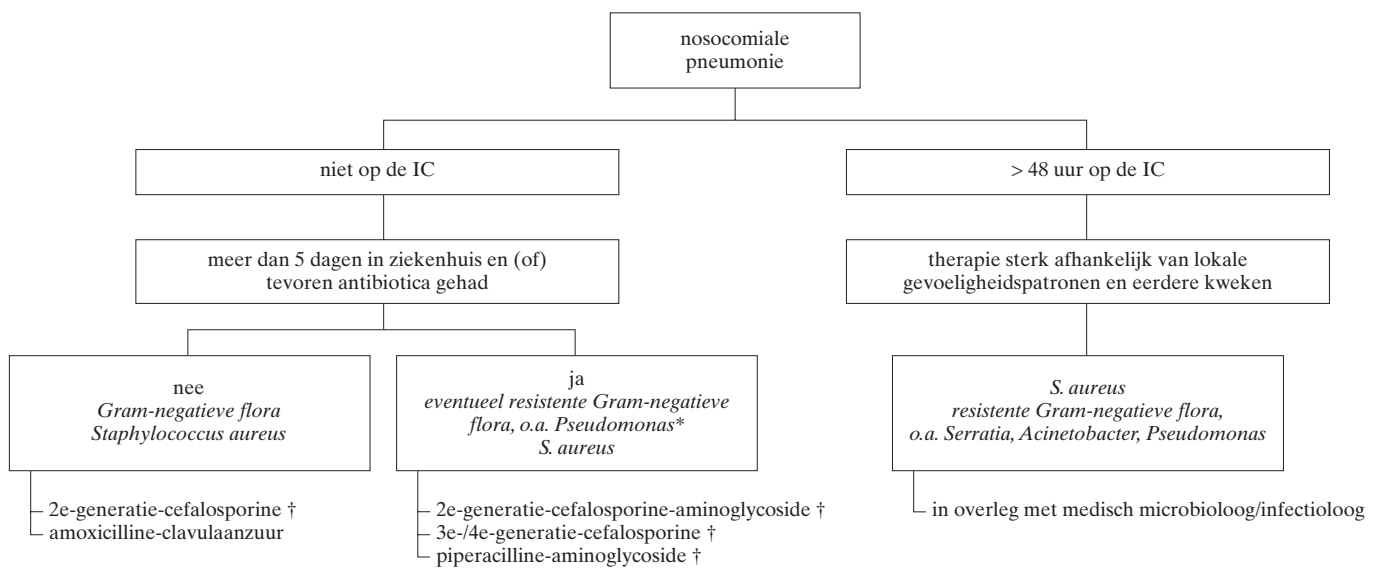 nosocomiale
pneumonie
niet op de IC
> 48 uur op de IC
meer dan 5 dagen in ziekenhuis en (of)
tevoren antibiotica gehad
therapie sterk afhankelijk van lokale
gevoeligheidspatronen en eerdere kweken
nee
Gram-negatieve flora
Staphylococcus aureus
ja
eventueel resistente Gram-negatieve
flora, o.a. Pseudomonas*
S. aureus
S. aureus
resistente Gram-negatieve flora,
o.a. Serratia, Acinetobacter, Pseudomonas
2e-generatie-cefalosporine †
amoxicilline-clavulaanzuur
2e-generatie-cefalosporine-aminoglycoside †
3e-/4e-generatie-cefalosporine †
piperacilline-aminoglycoside †
in overleg met medisch microbioloog/infectioloog